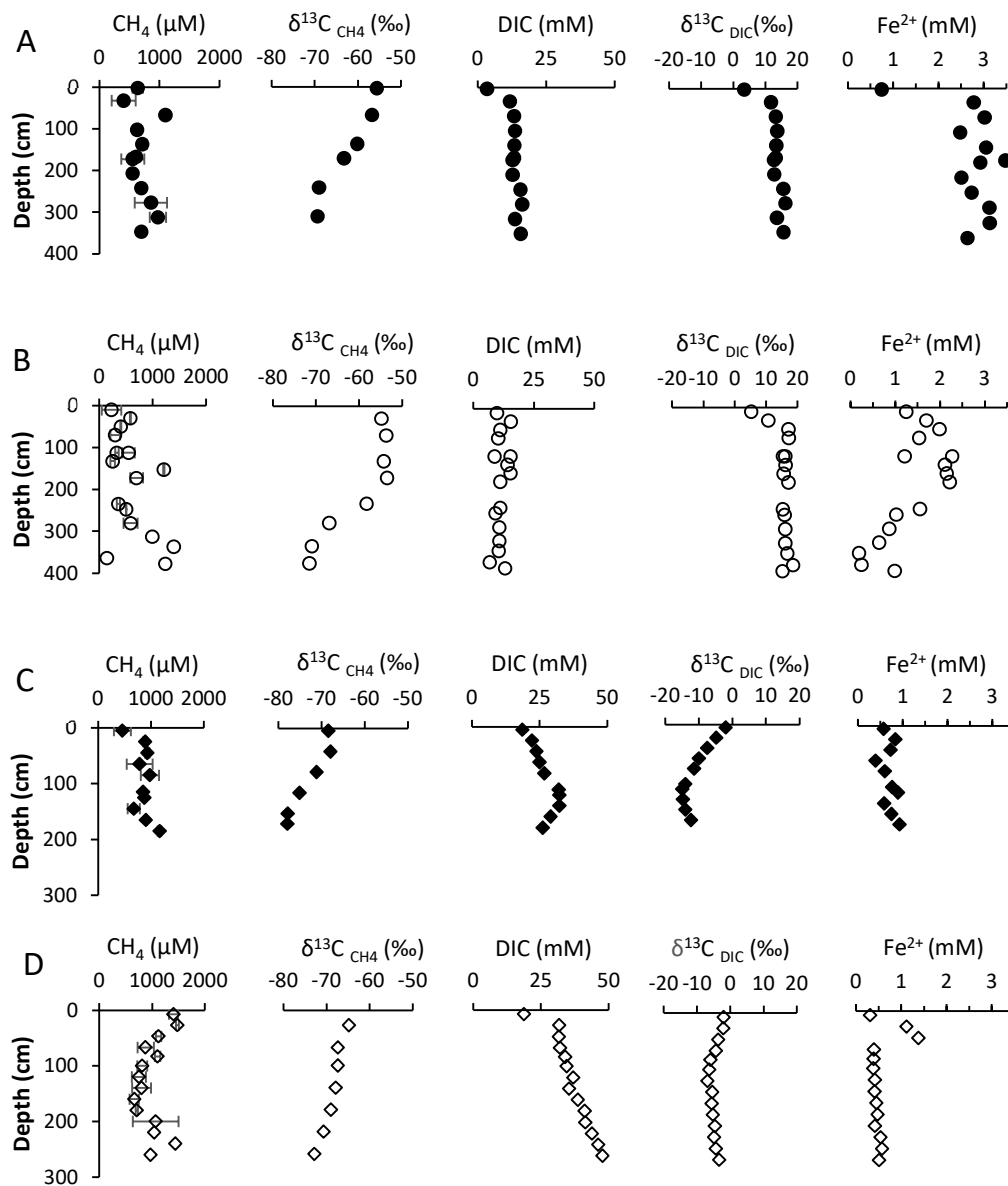 A
CH4 (µM) δ13C CH4 (‰) DIC (mM) δ13C DIC (‰) Fe2+ (mM)
0 1000 2000 -80 -70 -60 -50 0 25 50 -20 -10 0 10 20 0 1 2 3
Depth (cm)
0
100
200
300
400
B
CH4 (µM) δ13C CH4 (‰) DIC (mM) δ13C DIC (‰) Fe2+ (mM)
0 1000 2000 -80 -70 -60 -50 0 25 50 -20 -10 0 10 20 0 1 2 3
Depth (cm)
0
100
200
300
400
C
CH4 (µM) δ13C CH4 (‰) DIC (mM) δ13C DIC (‰) Fe2+ (mM)
0 1000 2000 -80 -70 -60 -50 0 25 50 -20 -10 0 10 20 0 1 2 3
Depth (cm)
0
100
200
300
D
CH4 (µM) δ13C CH4 (‰) DIC (mM) δ13C DIC (‰) Fe2+ (mM)
0 1000 2000 -80 -70 -60 -50 0 25 50 -20 -10 0 10 20 0 1 2 3
Depth (cm)
0
100
200
300